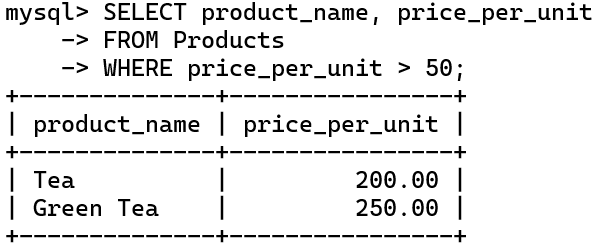 mysql> SELECT product_name, price_per_unit
    -> FROM Products
    -> WHERE price_per_unit > 50;
+--------------+----------------+
| product_name | price_per_unit |
+--------------+----------------+
| Tea          |         200.00 |
| Green Tea    |         250.00 |
+--------------+----------------+